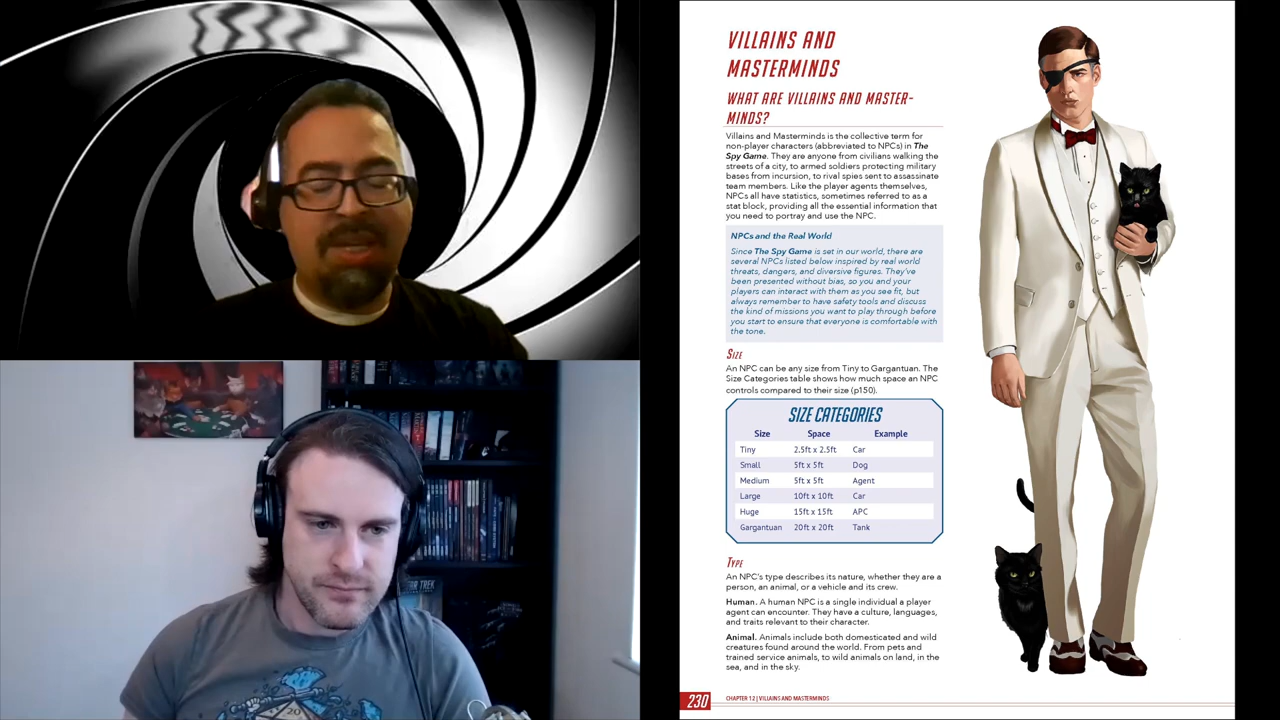 VILLAINS AND
MASTERMINDS
WHAT ARE VILLAINS AND MASTER-
MINDS?
Villains and Masterminds is the collective term for
non-player characters (abbreviated to NPCs) in The
Spy Game. They are anyone from civilians walking the
streets of a city, to armed soldiers protecting military
bases from incursion, to rival spies sent to assassinate
team members. Like the player agents themselves,
NPCs all have statistics, sometimes referred to as a
stat block, providing all the essential information that
you need to portray and use the NPC.
NPCs and the Real World
Since The Spy Game is set in our world, there are
several NPCs listed below inspired by real world
threats, dangers, and diversive figures. They've
been presented without bias, so you and your
players can interact with them as you see fit, but
always remember to have safety tools and discuss
the kind of missions you want to play through before
you start to ensure that everyone is comfortable with
the tone.
SIZE
An NPC can be any size from Tiny to Gargantuan. The
Size Categories table shows how much space an NPC
controls compared to their size (p150).
SIZE CATEGORIES
Size Space Example
Tiny 2.5ft x 2.5ft Car
Small 5ft x 5ft Dog
Medium 5ft x 5ft Agent
Large 10ft x 10ft Car
Huge 15ft x 15ft APC
Gargantuan 20ft x 20ft Tank
TYPE
An NPC's type describes its nature, whether they are a
person, an animal, or a vehicle and its crew.
Human. A human NPC is a single individual a player
agent can encounter. They have a culture, languages,
and traits relevant to their character.
Animal. Animals include both domesticated and wild
creatures found around the world. From pets and
trained service animals, to wild animals on land, in the
sea, and in the sky.
230 CHAPTER 12 | VILLAINS AND MASTERMINDS
STAR TREK
20